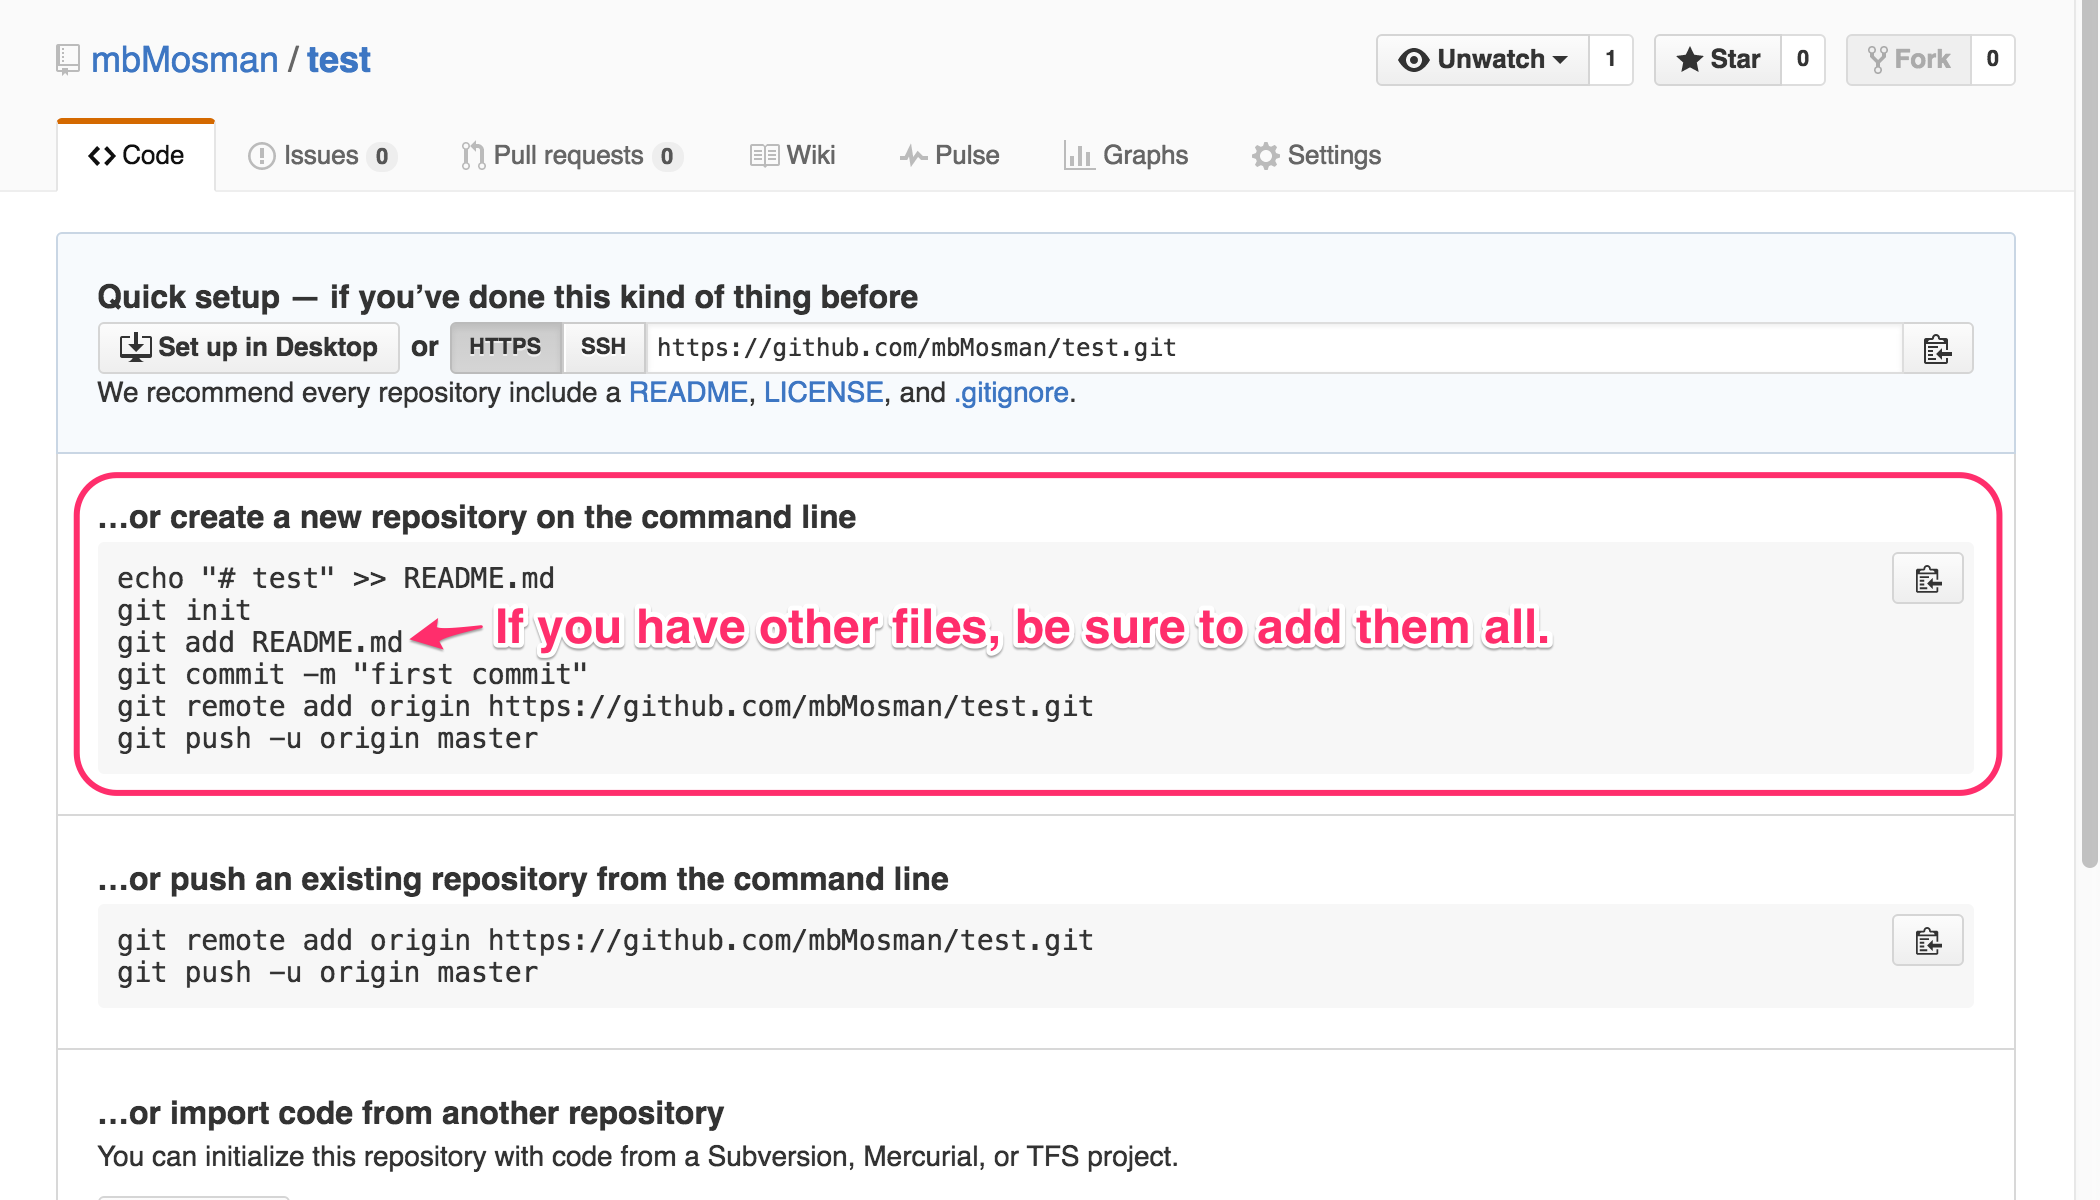 mbMosman / test
Unwatch 1 Star 0 Fork 0
Code Issues 0 Pull requests 0 Wiki Pulse Graphs Settings
Quick setup — if you’ve done this kind of thing before
Set up in Desktop or HTTPS SSH https://github.com/mbMosman/test.git
We recommend every repository include a README, LICENSE, and .gitignore.
…or create a new repository on the command line
echo "# test" >> README.md
git init
git add README.md
If you have other files, be sure to add them all.
git commit -m "first commit"
git remote add origin https://github.com/mbMosman/test.git
git push -u origin master
…or push an existing repository from the command line
git remote add origin https://github.com/mbMosman/test.git
git push -u origin master
…or import code from another repository
You can initialize this repository with code from a Subversion, Mercurial, or TFS project.